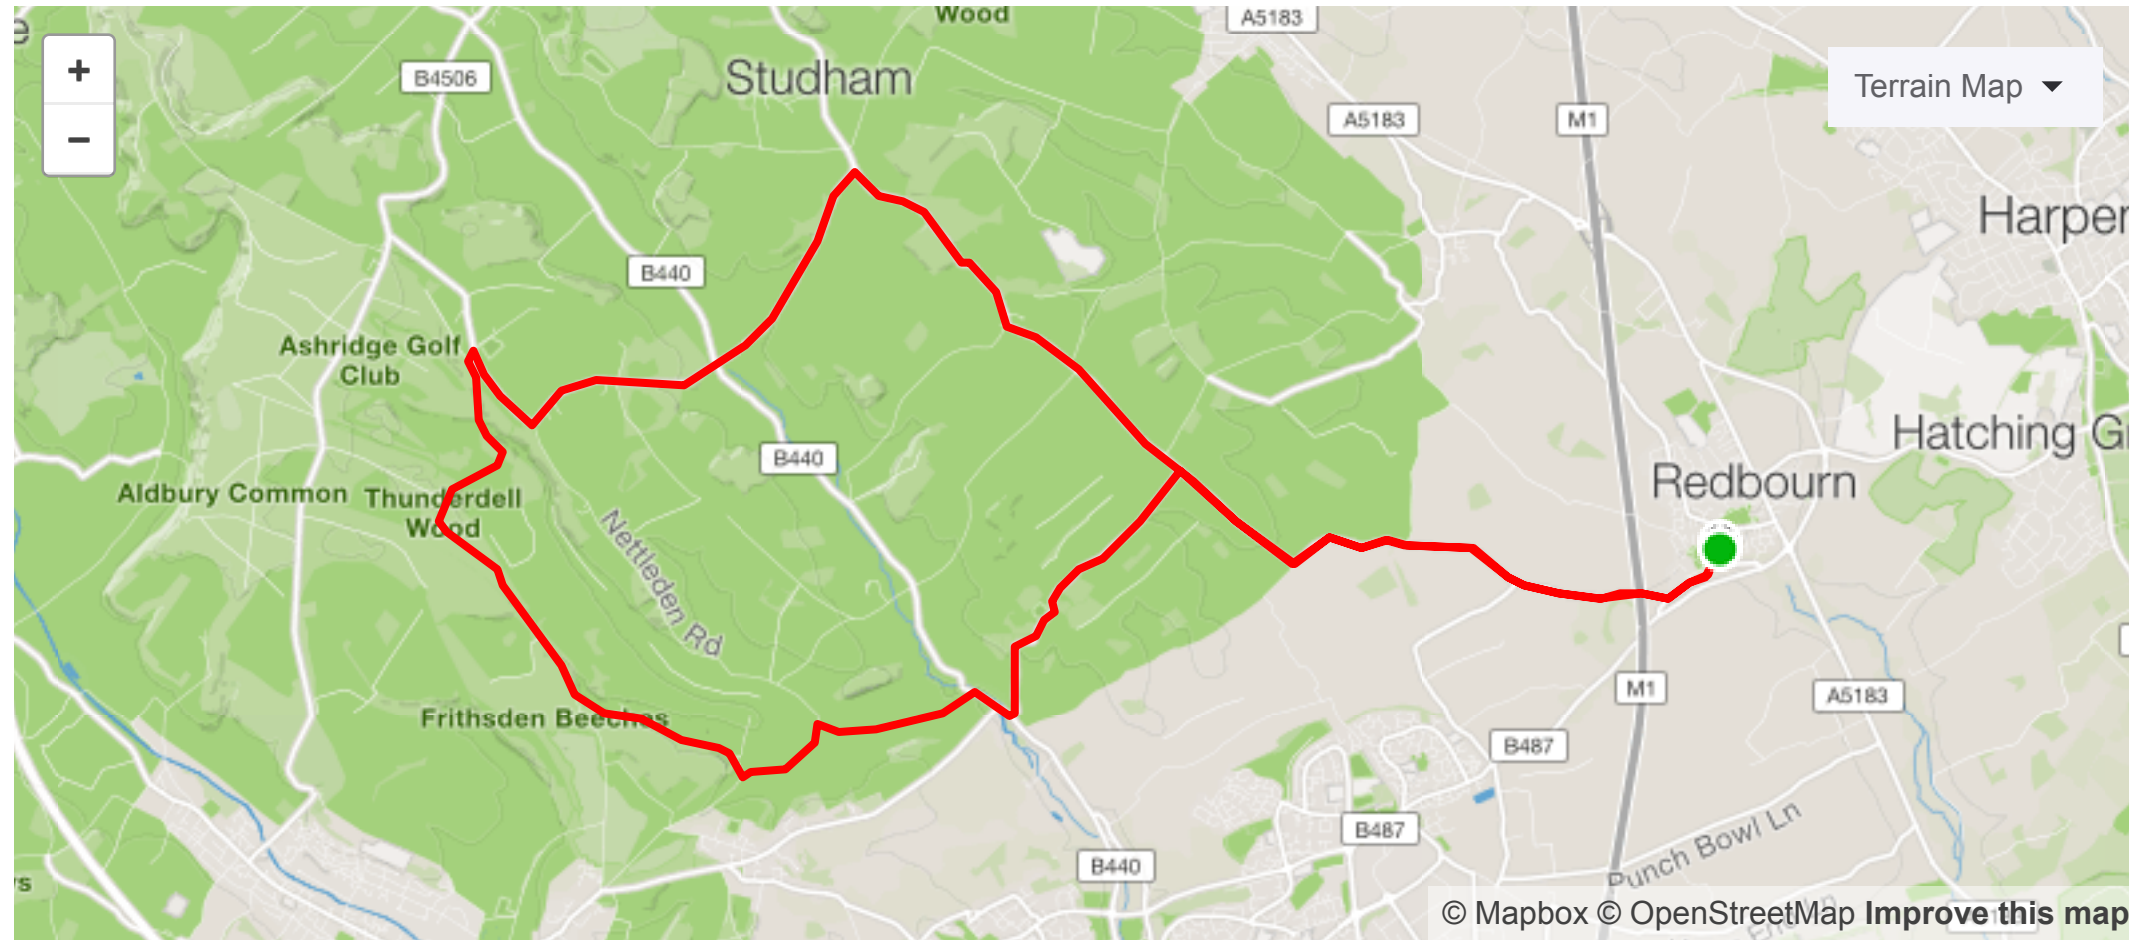 Wood
A5183
+
B4506
Studham
Terrain Map
−
A5183
M1
Harper
B440
Ashridge Golf
Club
Hatching G
B440
Redbourn
Aldbury Common
Thunderdell
Wood
Nettleden Rd
M1
A5183
Frithsden Beeches
B487
B487
Punch Bowl Ln
B440
© Mapbox © OpenStreetMap Improve this map